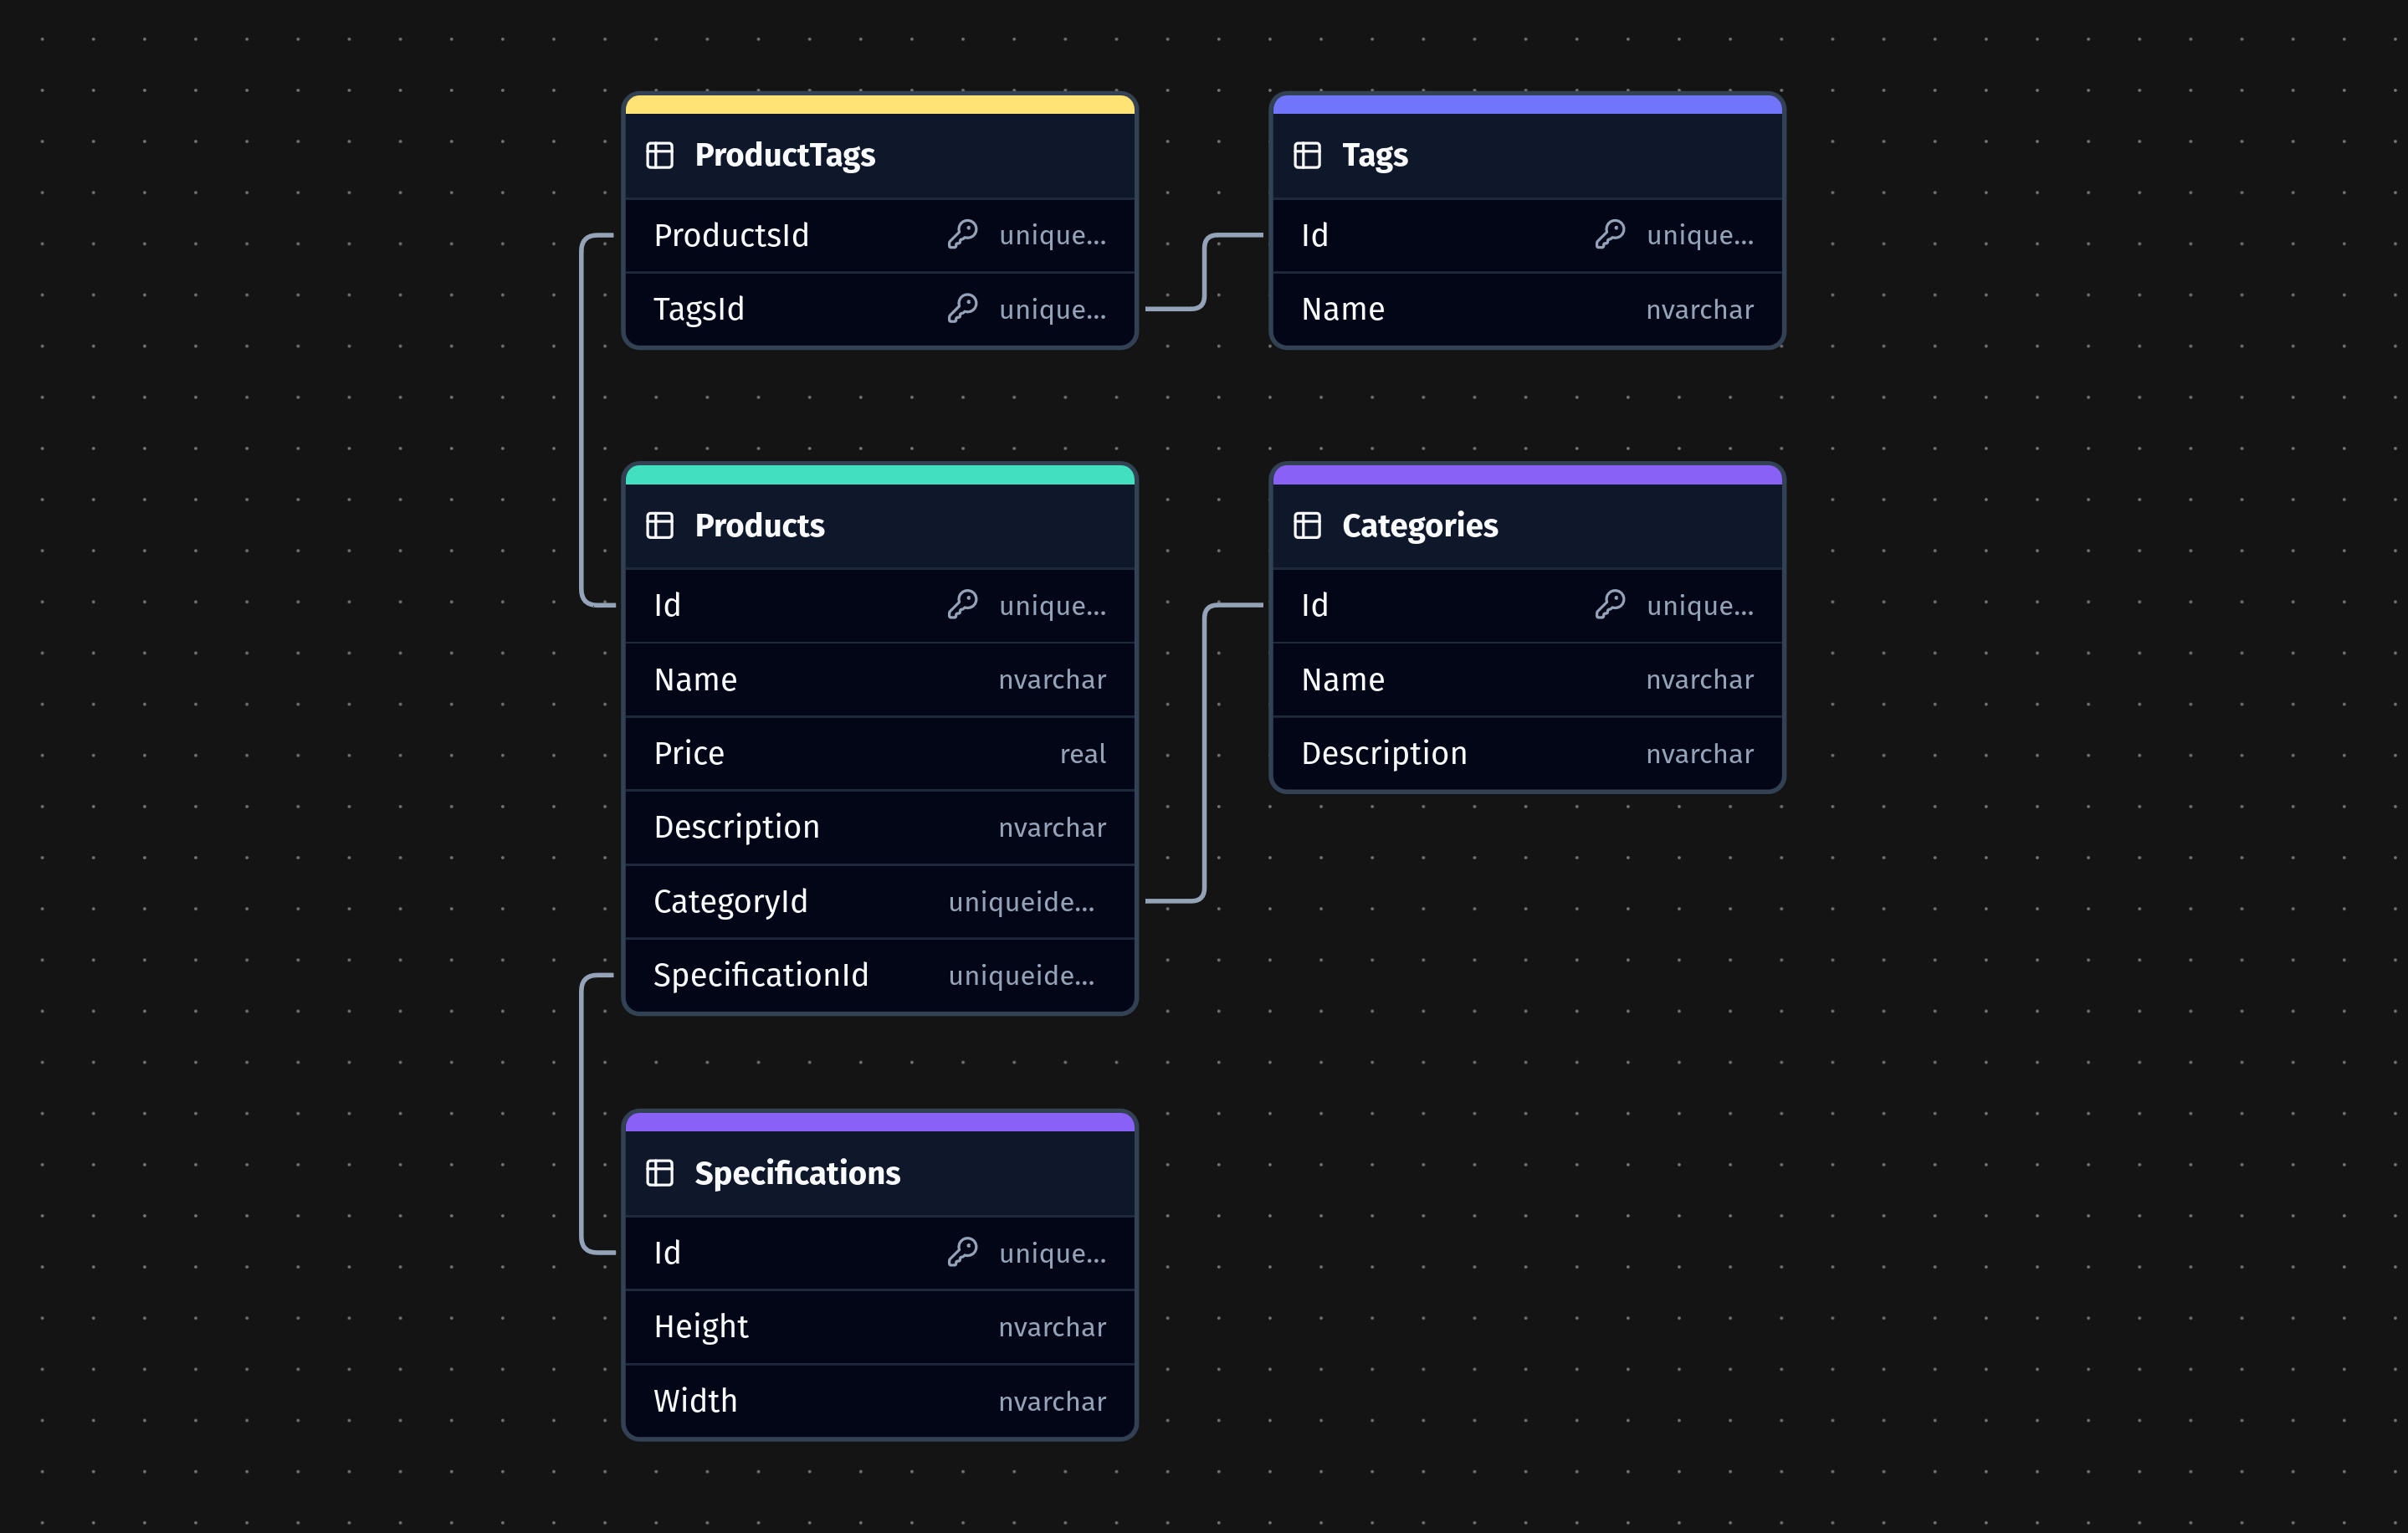 ProductTags
ProductsId unique...
TagsId unique...
Tags
Id unique...
Name nvarchar
Products
Id unique...
Name nvarchar
Price real
Description nvarchar
CategoryId uniqueide...
SpecificationId uniqueide...
Categories
Id unique...
Name nvarchar
Description nvarchar
Specifications
Id unique...
Height nvarchar
Width nvarchar